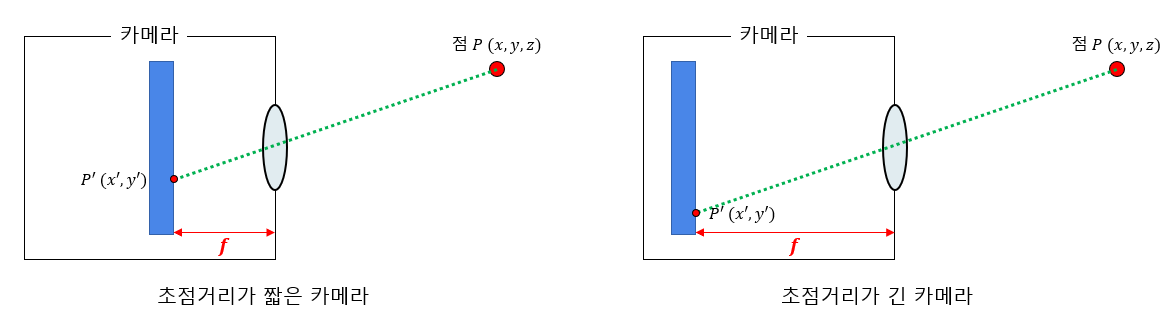 카메라
점 P (x, y, z)
P′ (x′, y′)
f
초점거리가 짧은 카메라
카메라
점 P (x, y, z)
P′ (x′, y′)
f
초점거리가 긴 카메라